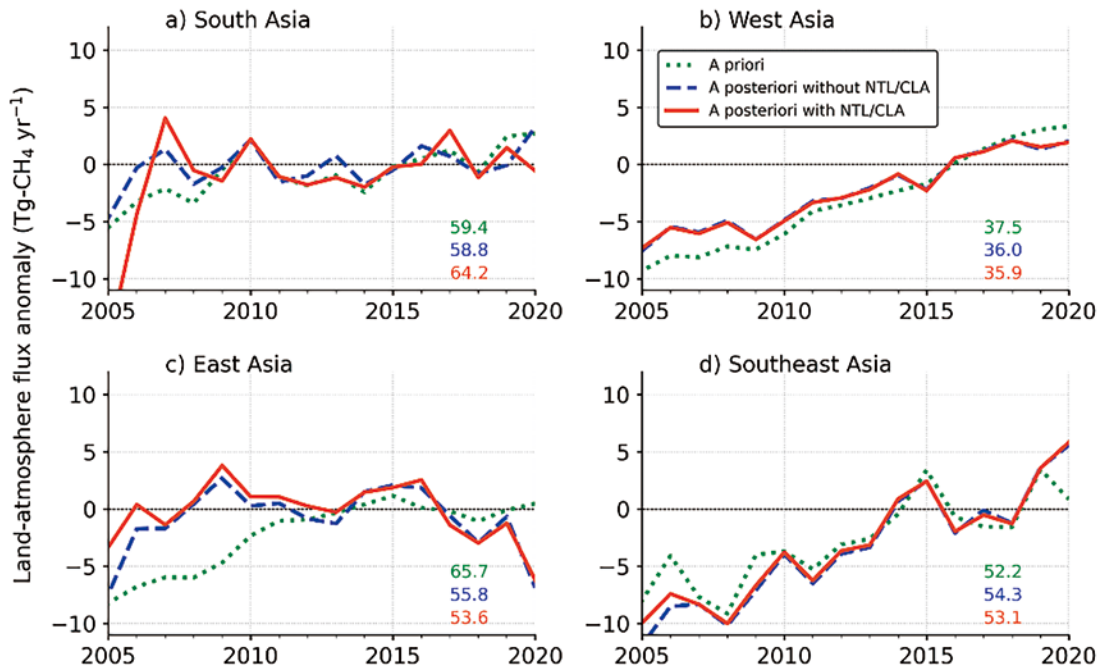 Land-atmosphere flux anomaly (Tg-CH₄ yr⁻¹)
a) South Asia
10
5
0
−5
−10
59.4
58.8
64.2
2005 2010 2015 2020
b) West Asia
10
5
0
−5
−10
A priori
A posteriori without NTL/CLA
A posteriori with NTL/CLA
37.5
36.0
35.9
2005 2010 2015 2020
c) East Asia
10
5
0
−5
−10
65.7
55.8
53.6
2005 2010 2015 2020
d) Southeast Asia
10
5
0
−5
−10
52.2
54.3
53.1
2005 2010 2015 2020